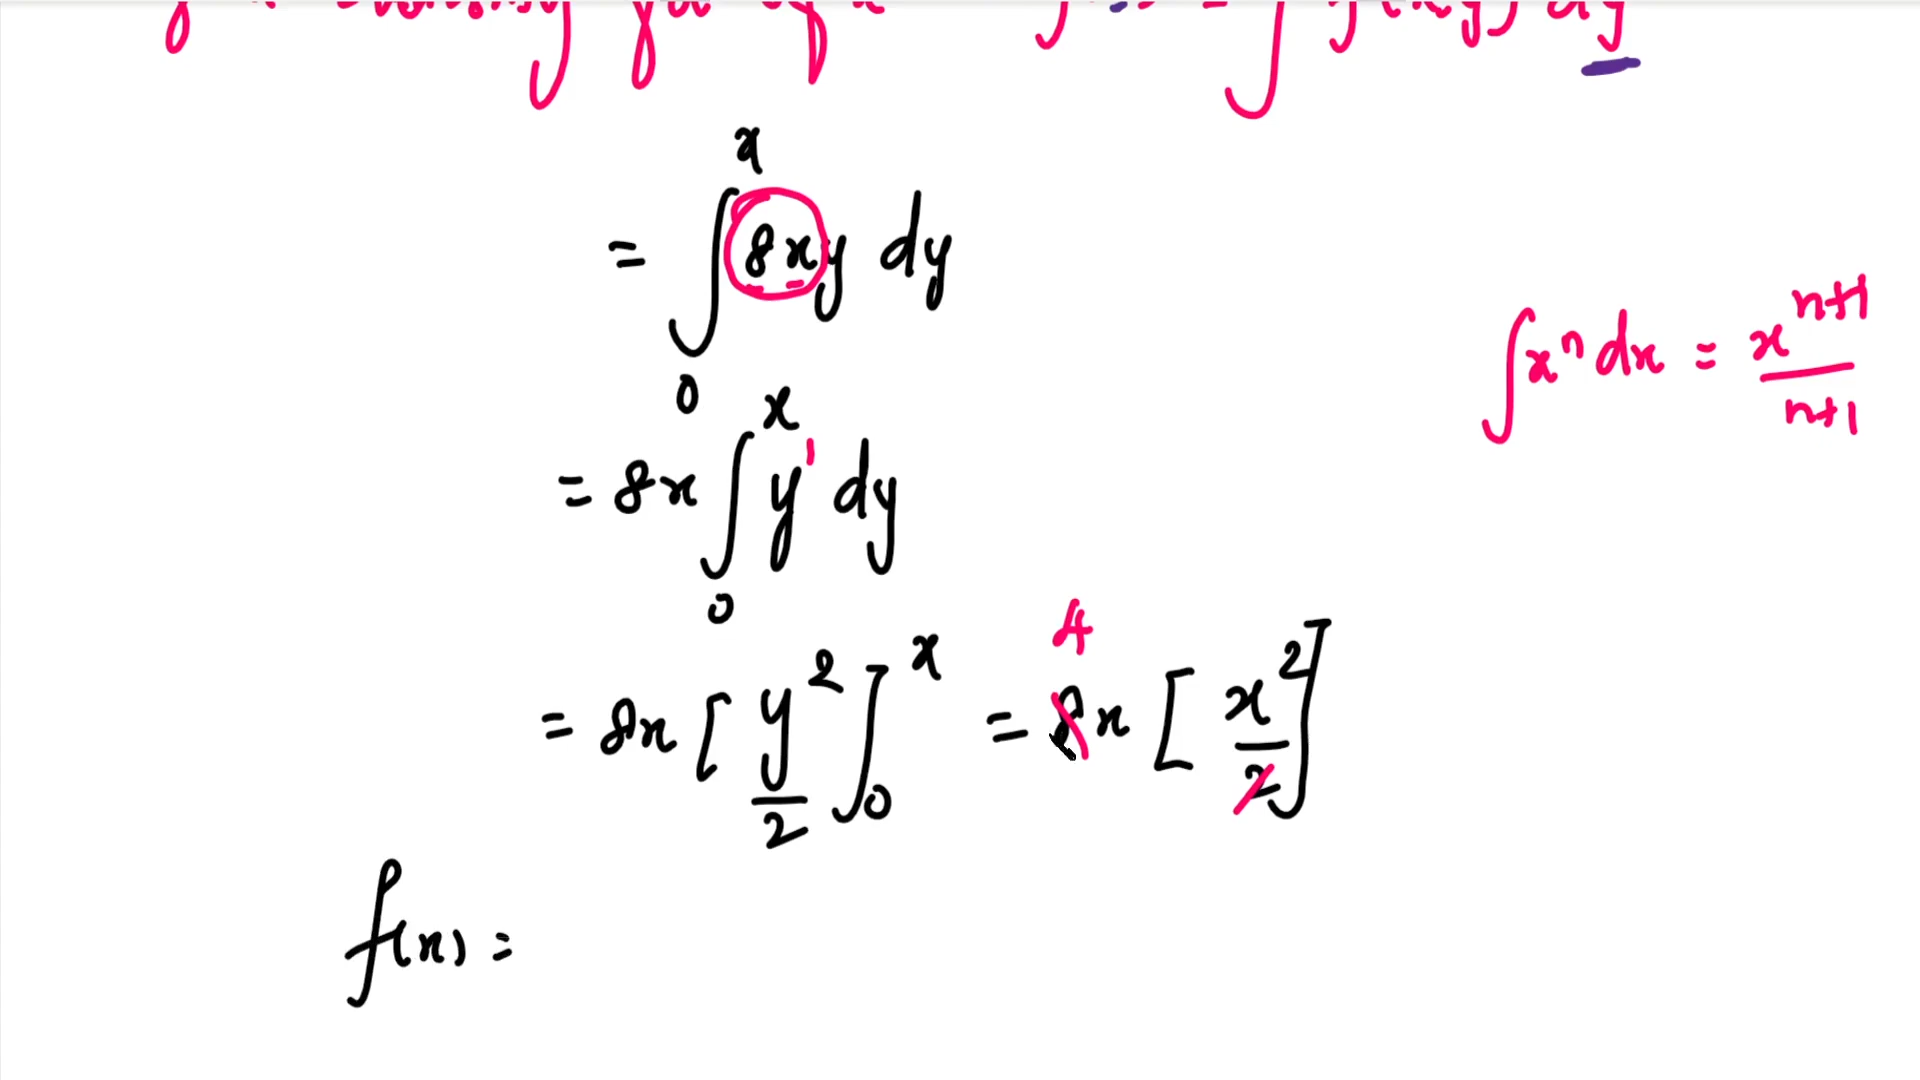 = ∫₀ˣ 8xy dy
∫xⁿ dx = xⁿ⁺¹/n+1
= 8x ∫₀ˣ y¹ dy
= 8x [y²/2]₀ˣ = 8x [x²/2] 4
f(x) =